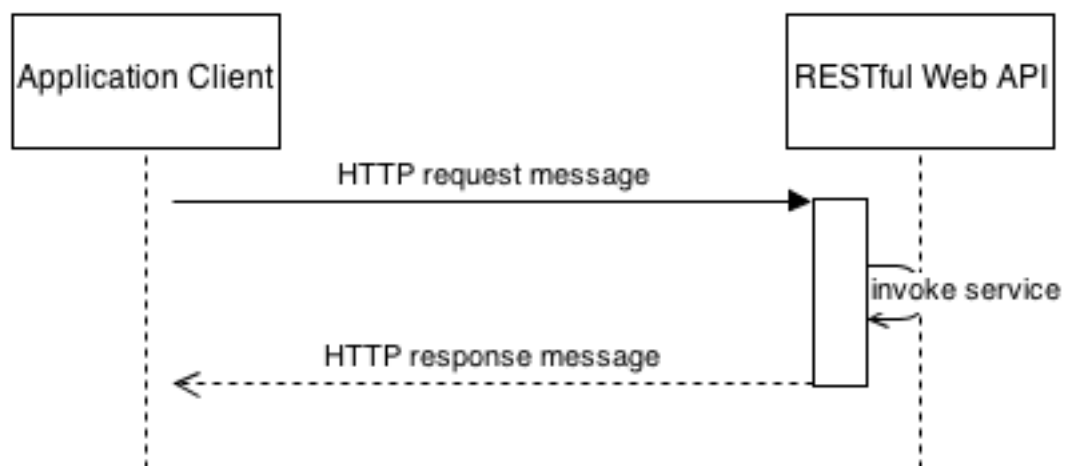 Application Client
RESTful Web API
HTTP request message
invoke service
HTTP response message